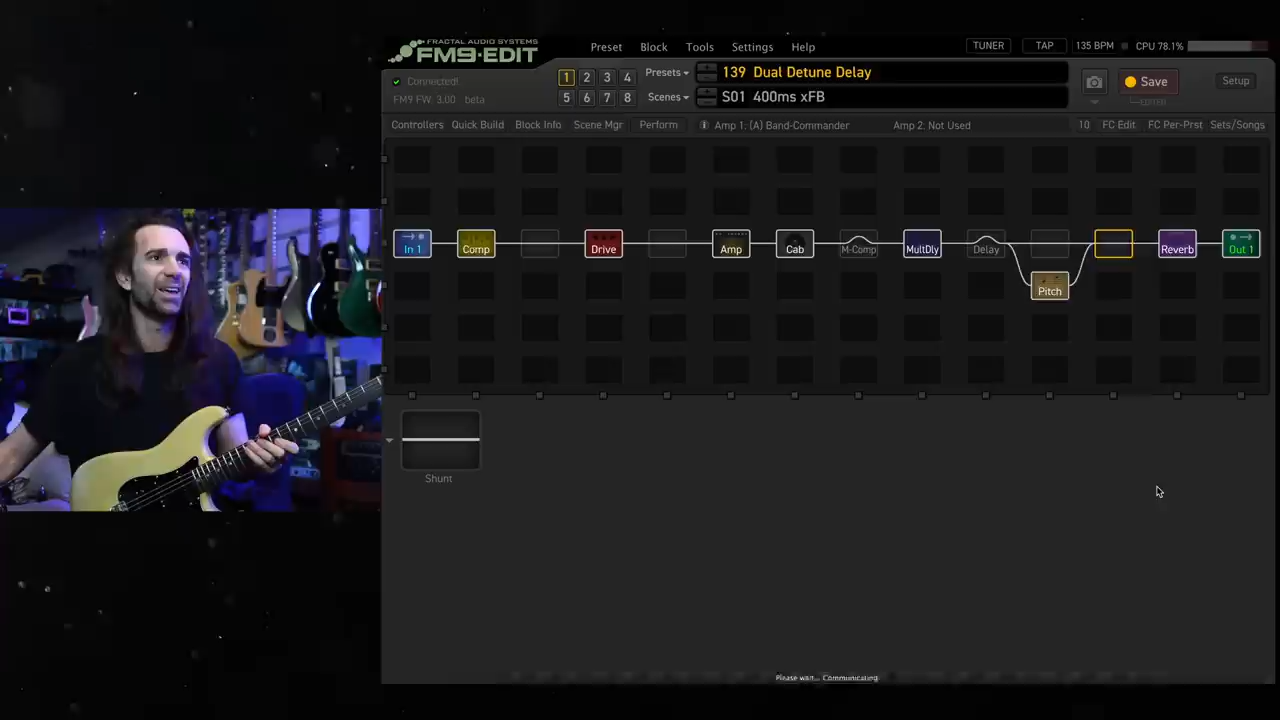 FRACTAL AUDIO SYSTEMS
FM9-EDIT
Preset Block Tools Settings Help
TUNER TAP 135 BPM CPU 78.1%
Connected!
FM9 FW: 3.00 beta
1 2 3 4
5 6 7 8
Presets 139 Dual Detune Delay
Scenes S01 400ms xFB
Save
EDITED
Setup
Controllers Quick Build Block Info Scene Mgr Perform Amp 1: (A) Band-Commander Amp 2: Not Used 10 FC Edit FC Per-Prst Sets/Songs
In 1 Comp Drive Amp Cab M-Comp MultDly Delay Reverb Out 1
Pitch
Shunt
Please wait... Communicating.